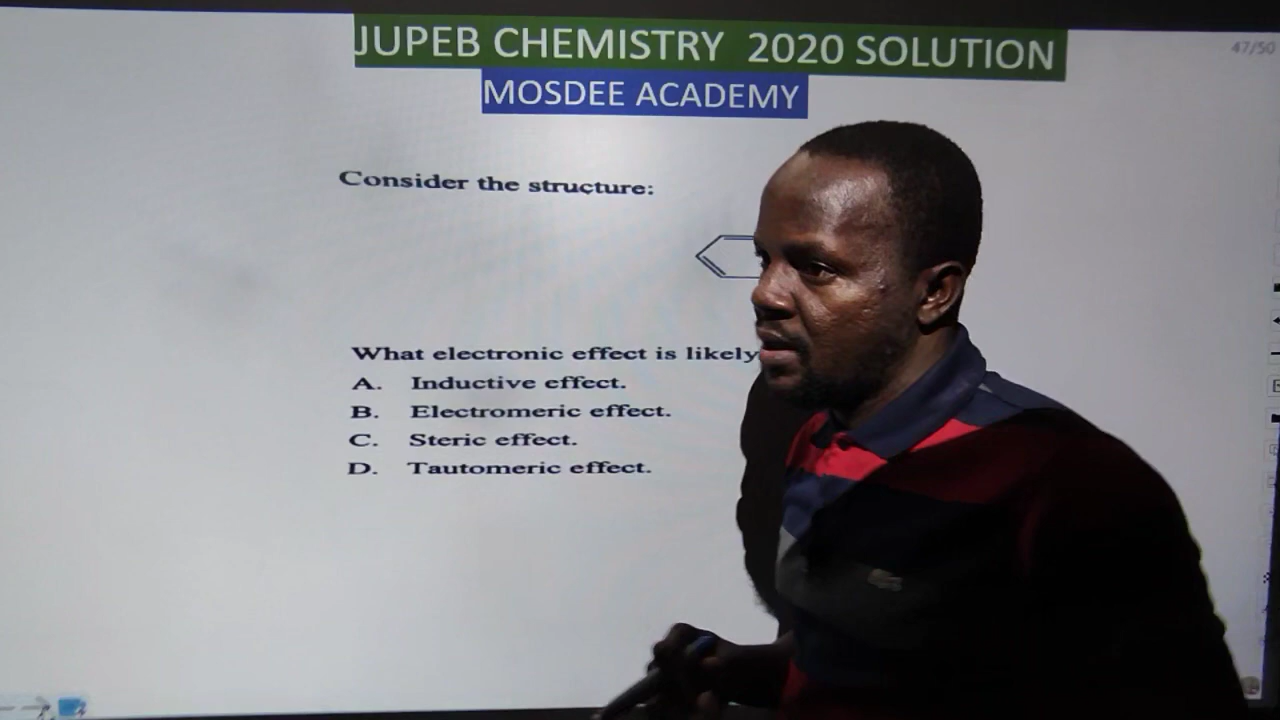 JUPEB CHEMISTRY 2020 SOLUTION
47/50
MOSDEE ACADEMY
Consider the structure:
What electronic effect is likely
A. Inductive effect.
B. Electromeric effect.
C. Steric effect.
D. Tautomeric effect.